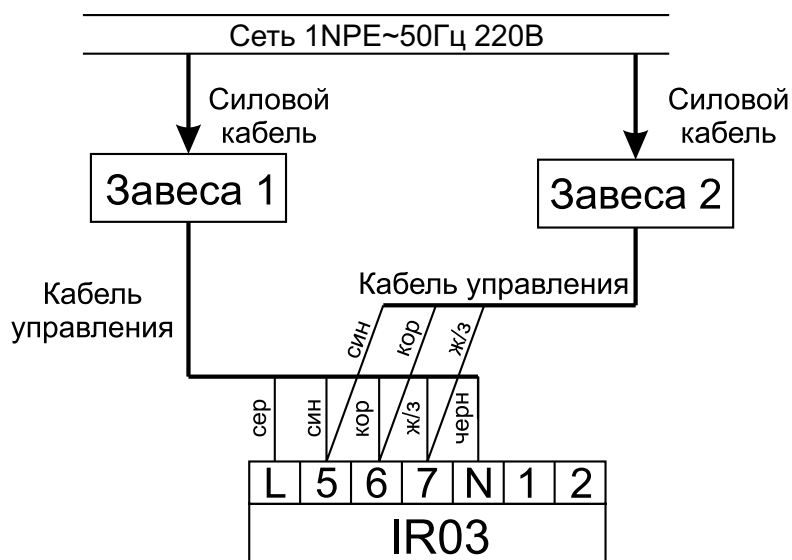 Сеть 1NPE~50Гц 220В
Силовой
кабель
Силовой
кабель
Завеса 1
Завеса 2
Кабель
управления
Кабель управления
син
кор
ж/з
сер
син
кор
ж/з
черн
L 5 6 7 N 1 2
IR03